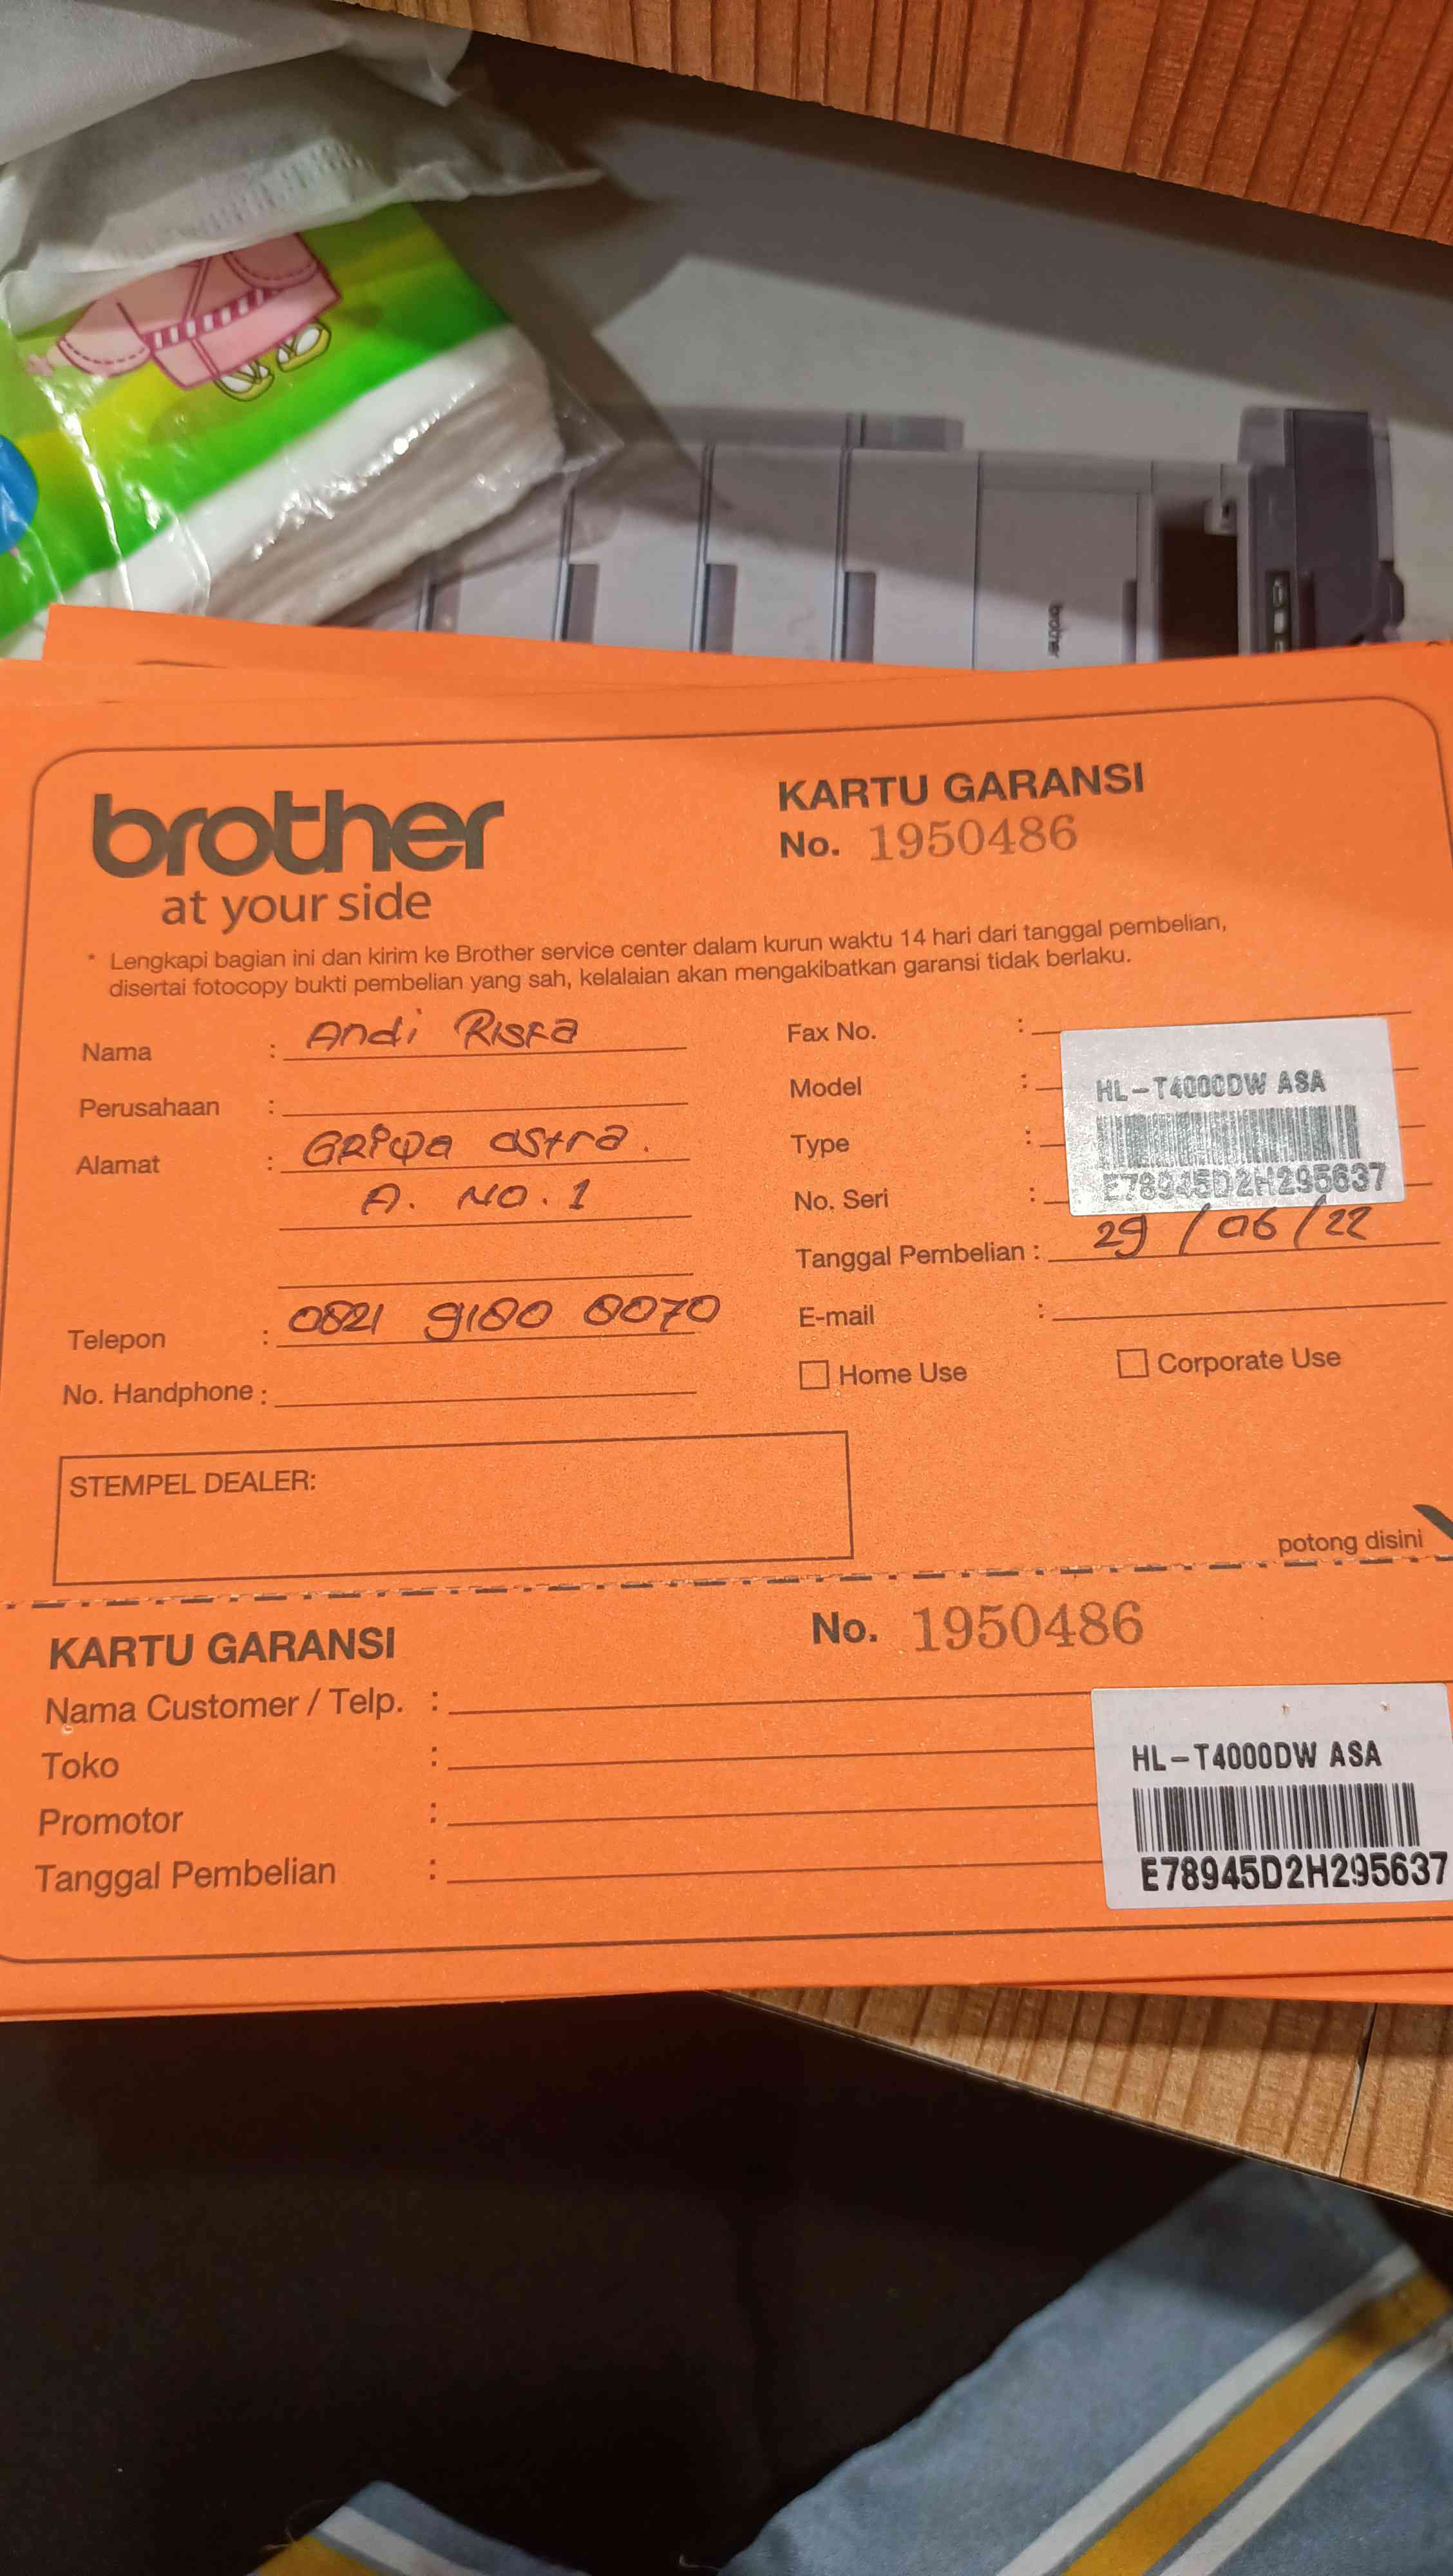 brother
brother
at your side
KARTU GARANSI
No. 1950486
* Lengkapi bagian ini dan kirim ke Brother service center dalam kurun waktu 14 hari dari tanggal pembelian,
disertai fotocopy bukti pembelian yang sah, kelalaian akan mengakibatkan garansi tidak berlaku.
Nama : Andi
Perusahaan :
Alamat : astra.
A. NO. 1
Telepon : 0821
No. Handphone :
Fax No. :
Model :
Type :
No. Seri :
HL-T4000DW ASA
E78945D2H295637
Tanggal Pembelian : 29/06/22
E-mail :
Home Use Corporate Use
STEMPEL DEALER:
potong disini
KARTU GARANSI
No. 1950486
Nama Customer / Telp. :
Toko :
Promotor :
Tanggal Pembelian :
HL-T4000DW ASA
E78945D2H295637